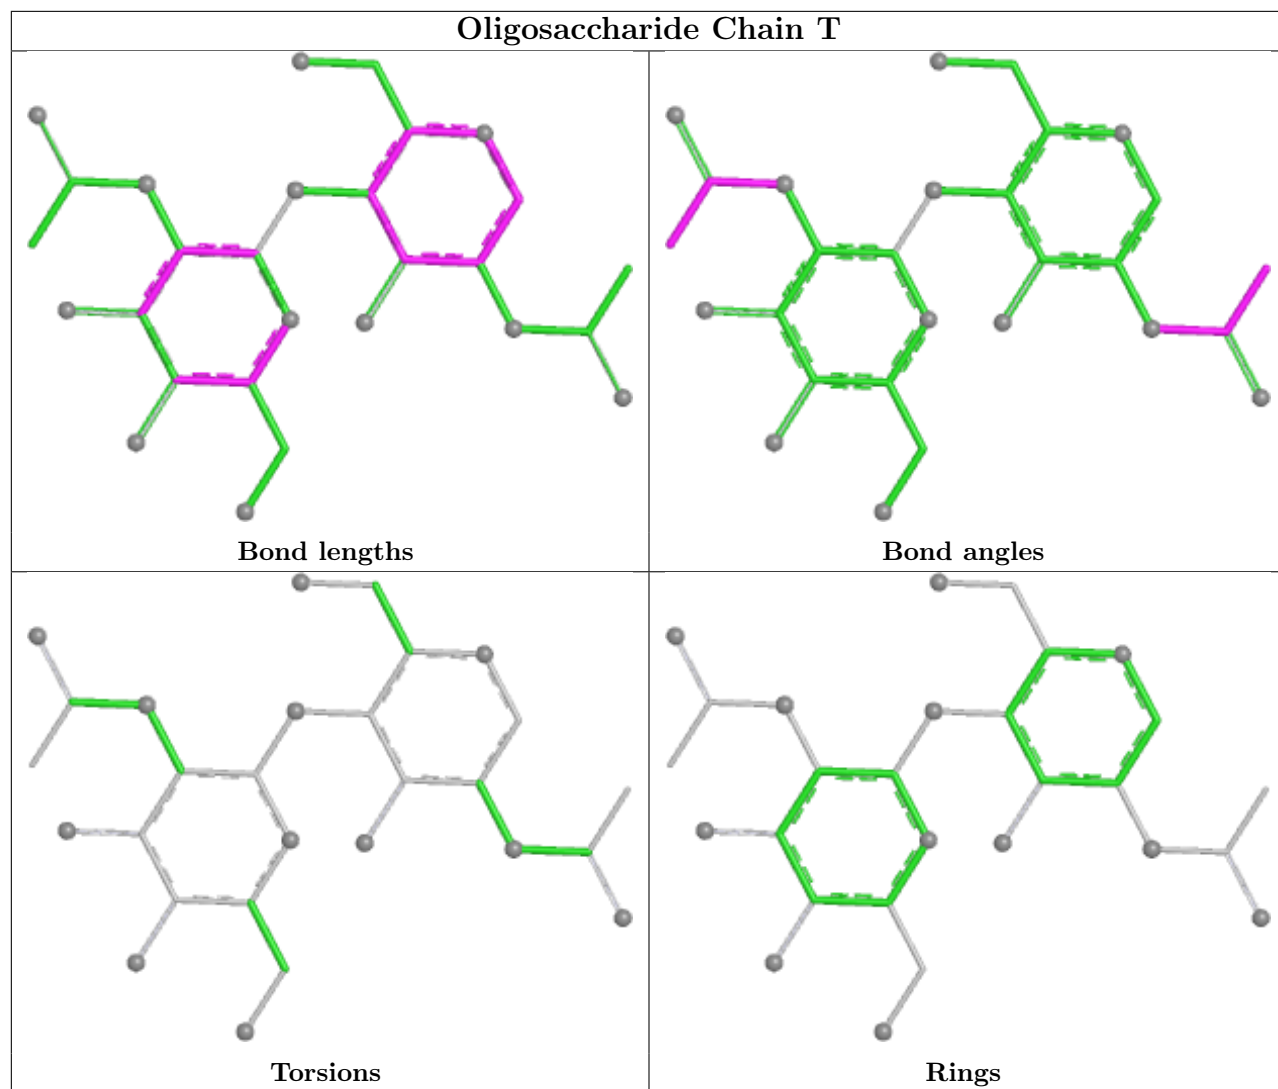 Oligosaccharide Chain T
Bond lengths
Bond angles
Torsions
Rings